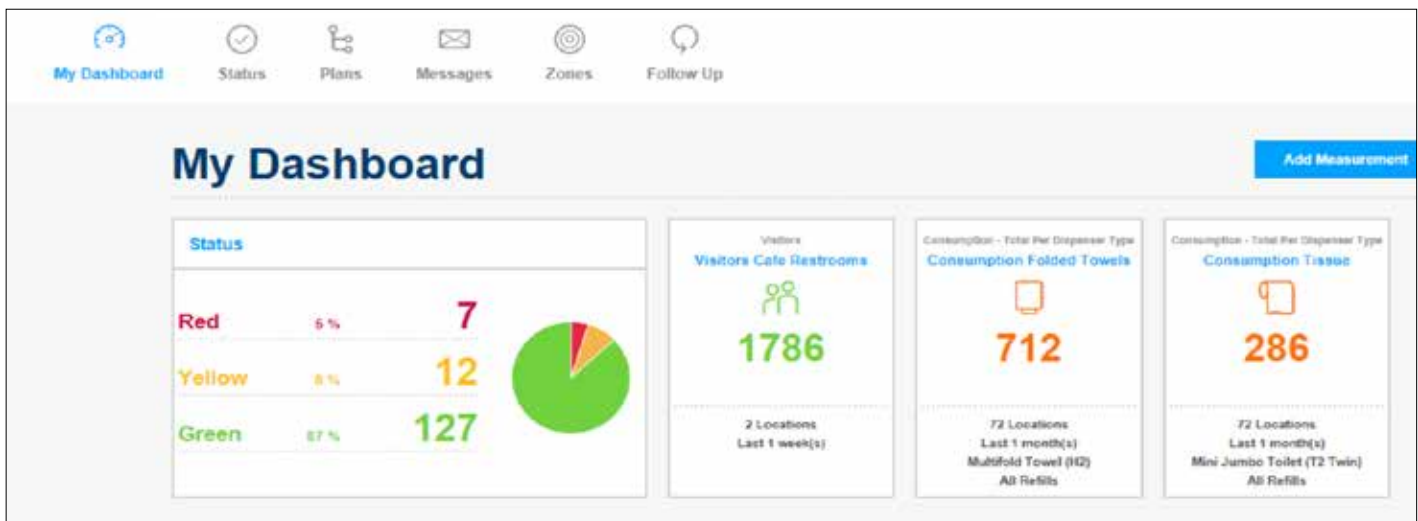 My Dashboard
Status
Plans
Messages
Zones
Follow Up
My Dashboard
Add Measurement
Status
Red 5 % 7
Yellow 8 % 12
Green 87 % 127
Visitors
Visitors Cafe Restrooms
1786
2 Locations
Last 1 week(s)
Consumption - Total Per Dispenser Type
Consumption Folded Towels
712
72 Locations
Last 1 month(s)
Multifold Towel (H2)
All Refills
Consumption - Total Per Dispenser Type
Consumption Tissue
286
72 Locations
Last 1 month(s)
Mini Jumbo Toilet (T2 Twin)
All Refills